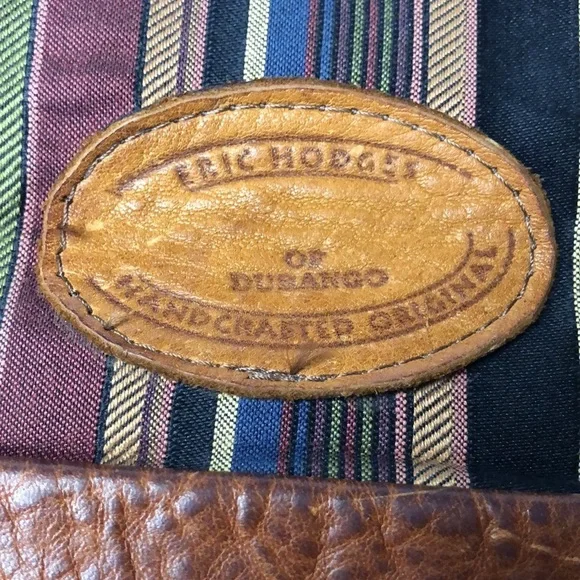 ERIC HODGES
OF
DURANGO
HANDCRAFTED ORIGINAL